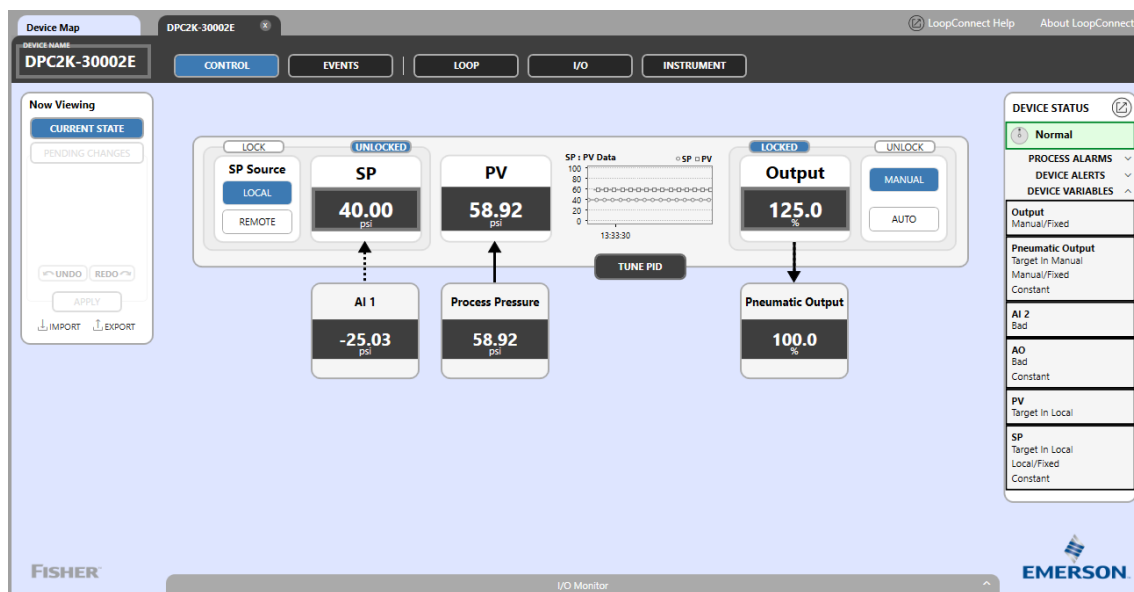 Device Map
DPC2K-30002E
x
LoopConnect Help
About LoopConnect
DEVICE NAME
DPC2K-30002E
CONTROL
EVENTS
LOOP
I/O
INSTRUMENT
Now Viewing
CURRENT STATE
PENDING CHANGES
UNDO
REDO
APPLY
IMPORT
EXPORT
LOCK
UNLOCKED
SP Source
LOCAL
REMOTE
SP
40.00
psi
PV
58.92
psi
SP : PV Data
SP
PV
100
80
60
40
20
0
13:33:30
TUNE PID
LOCKED
UNLOCK
Output
125.0
%
MANUAL
AUTO
AI 1
-25.03
psi
Process Pressure
58.92
psi
Pneumatic Output
100.0
%
DEVICE STATUS
Normal
PROCESS ALARMS
DEVICE ALERTS
DEVICE VARIABLES
Output
Manual/Fixed
Pneumatic Output
Target In Manual
Manual/Fixed
Constant
AI 2
Bad
AO
Bad
Constant
PV
Target In Local
SP
Target In Local
Local/Fixed
Constant
FISHER
I/O Monitor
EMERSON